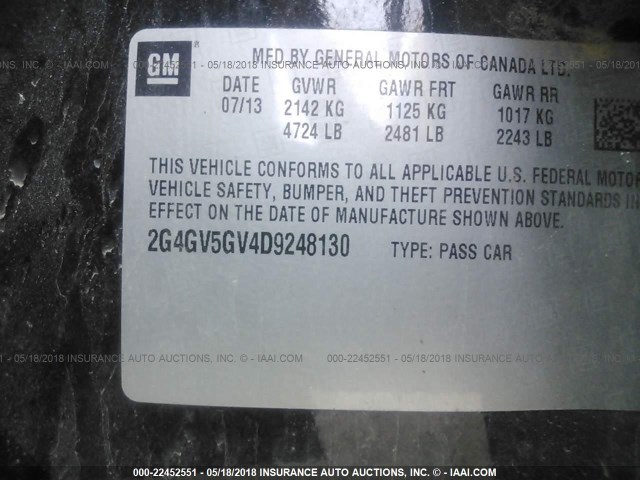 GM
MFD BY GENERAL MOTORS OF CANADA LTD.
DATE GVWR GAWR FRT GAWR RR
07/13 2142 KG 1125 KG 1017 KG
4724 LB 2481 LB 2243 LB
THIS VEHICLE CONFORMS TO ALL APPLICABLE U.S. FEDERAL MOTOR
VEHICLE SAFETY, BUMPER, AND THEFT PREVENTION STANDARDS IN
EFFECT ON THE DATE OF MANUFACTURE SHOWN ABOVE.
2G4GV5GV4D9248130 TYPE: PASS CAR
000-22452551 - 05/18/2018 INSURANCE AUTO AUCTIONS, INC. © - IAAI.COM